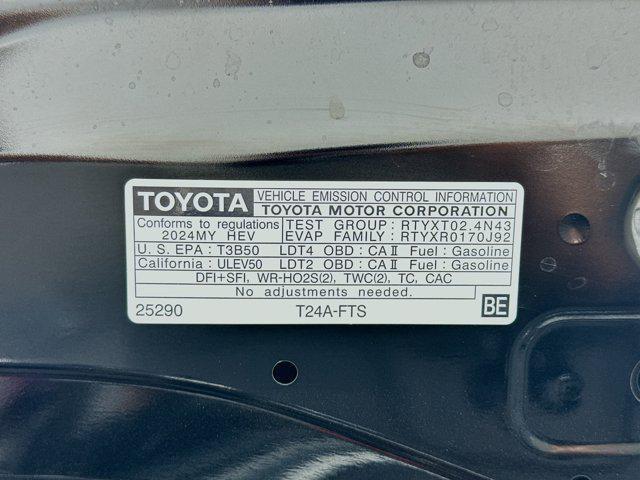 TOYOTA VEHICLE EMISSION CONTROL INFORMATION
TOYOTA MOTOR CORPORATION
Conforms to regulations TEST GROUP : RTYXT02.4N43
2024MY HEV EVAP FAMILY : RTYXR0170J92
U.S. EPA : T3B50 LDT4 OBD : CA II Fuel : Gasoline
California : ULEV50 LDT2 OBD : CA II Fuel : Gasoline
DFI+SFI, WR-HO2S(2), TWC(2), TC, CAC
No adjustments needed.
25290 T24A-FTS BE